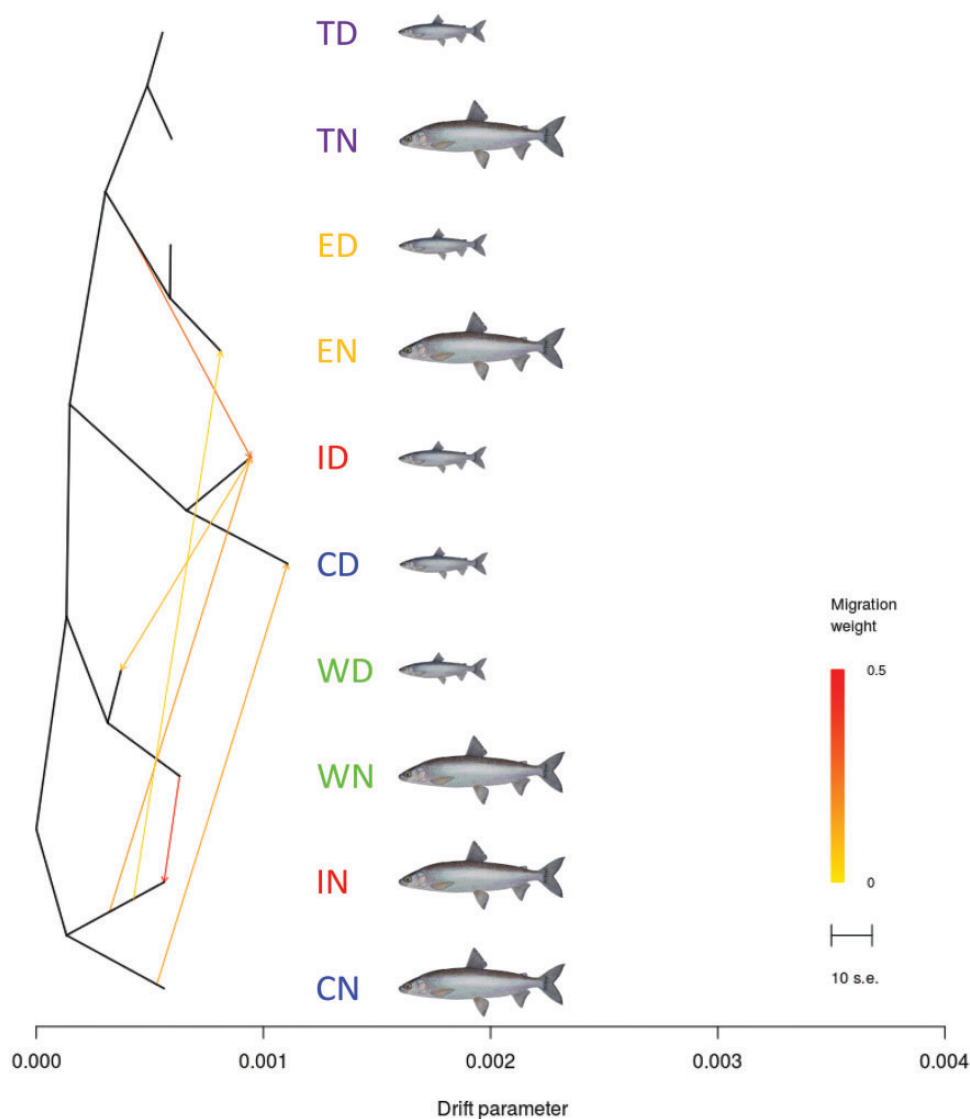 TD
TN
ED
EN
ID
CD
WD
WN
IN
CN
Migration
weight
0.5
0
10 s.e.
0.000 0.001 0.002 0.003 0.004
Drift parameter